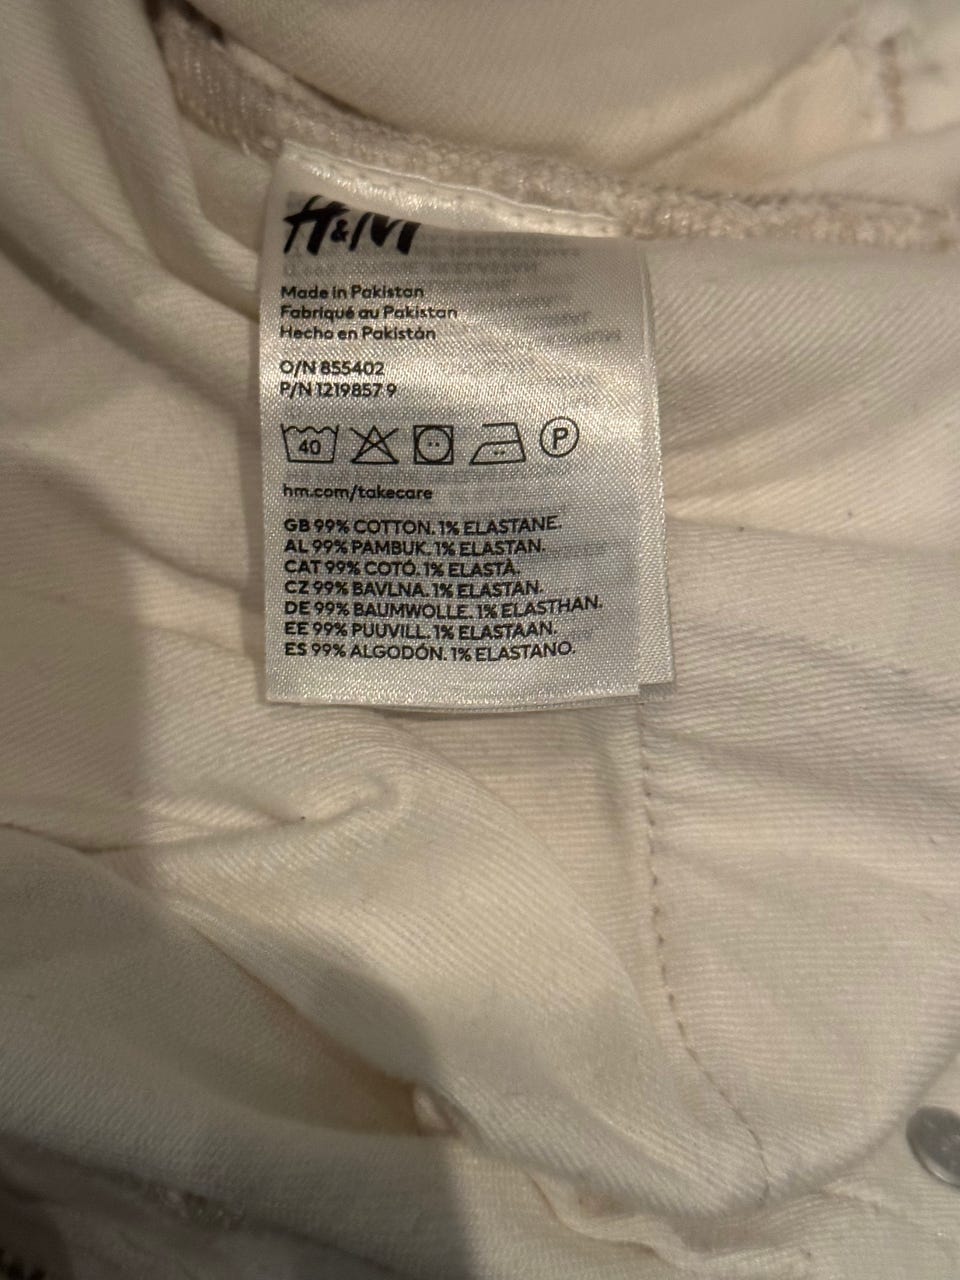 H&M
Made in Pakistan
Fabriqué au Pakistan
Hecho en Pakistán
O/N 855402
P/N 1219857 9
40
P
hm.com/takecare
GB 99% COTTON. 1% ELASTANE.
AL 99% PAMBUK. 1% ELASTAN.
CAT 99% COTÓ. 1% ELASTÀ.
CZ 99% BAVLNA. 1% ELASTAN.
DE 99% BAUMWOLLE. 1% ELASTHAN.
EE 99% PUUVILL. 1% ELASTAAN.
ES 99% ALGODÓN. 1% ELASTANO.